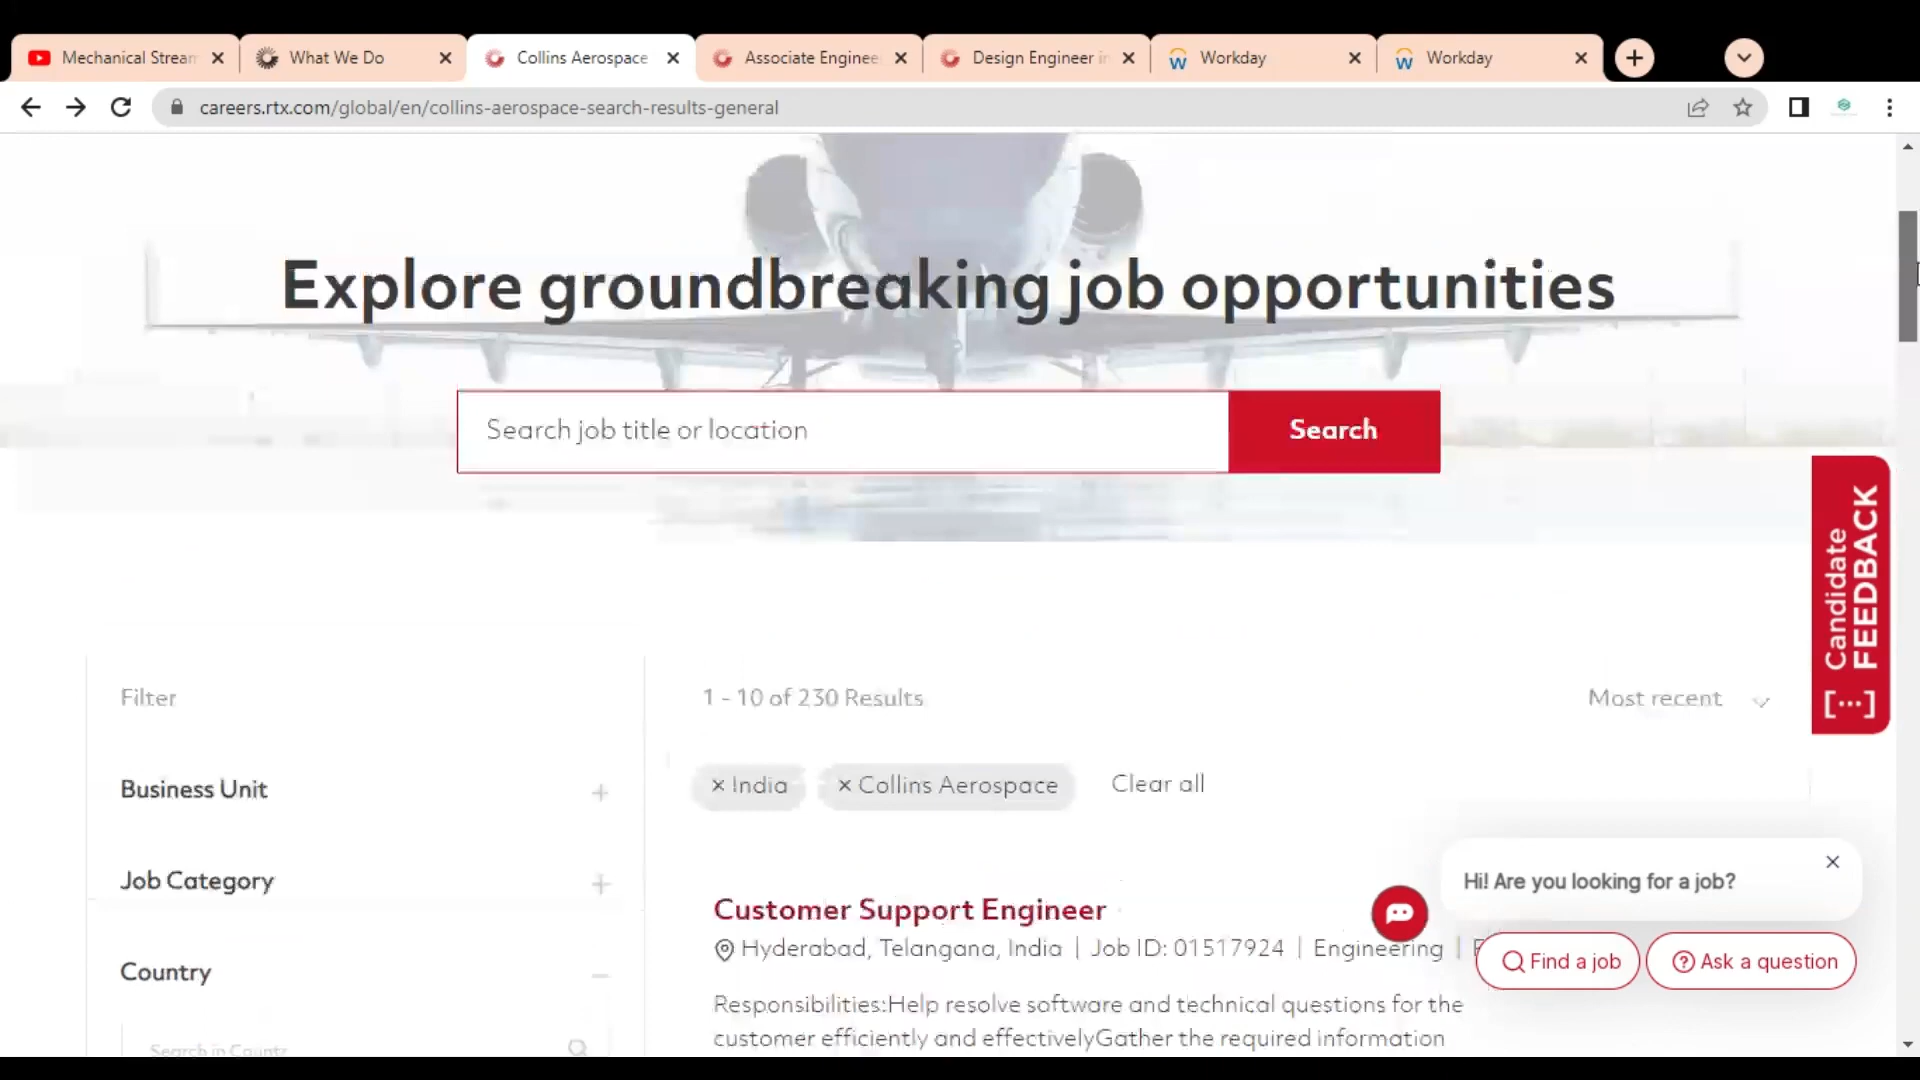 Mechanical Strean
What We Do
Collins Aerospace
Associate Enginee
Design Engineer in
Workday
Workday
careers.rtx.com/global/en/collins-aerospace-search-results-general
Explore groundbreaking job opportunities
Search job title or location
Search
Candidate
FEEDBACK
Filter
1 - 10 of 230 Results
Most recent
× India
× Collins Aerospace
Clear all
Business Unit
Job Category
Hi! Are you looking for a job?
Customer Support Engineer
Hyderabad, Telangana, India | Job ID: 01517924 | Engineering |
Find a job
Ask a question
Country
Responsibilities:Help resolve software and technical questions for the
customer efficiently and effectivelyGather the required information
Search in Country